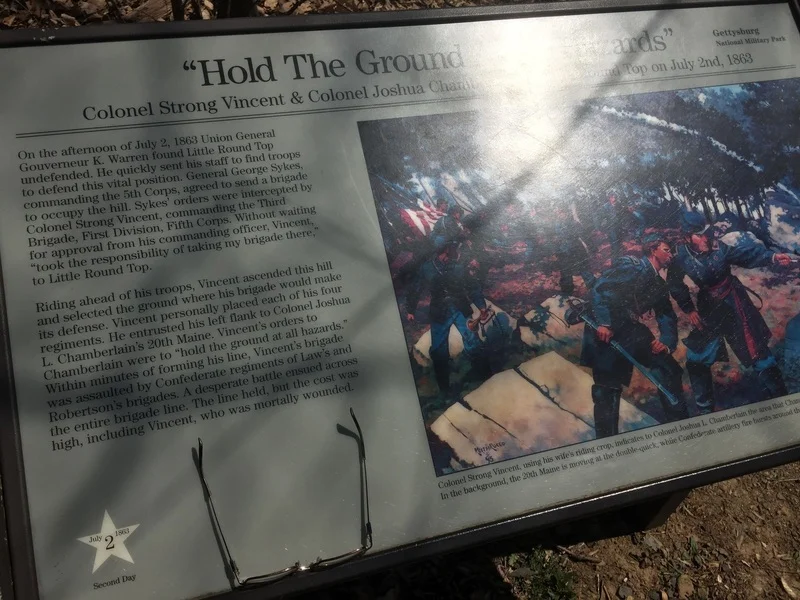 "Hold The Ground ards"
Gettysburg
National Military Park
Colonel Strong Vincent & Colonel Joshua Top on July 2nd, 1863
On the afternoon of July 2, 1863 Union General
Gouverneur K. Warren found Little Round Top
undefended. He quickly sent his staff to find troops
to defend this vital position. General George Sykes,
commanding the 5th Corps, agreed to send a brigade
to occupy the hill. Sykes' orders were intercepted by
Colonel Strong Vincent, commanding the Third
Brigade, First Division, Fifth Corps. Without waiting
for approval from his commanding officer, Vincent,
"took the responsibility of taking my brigade there,"
to Little Round Top.
Riding ahead of his troops, Vincent ascended this hill
and selected the ground where his brigade would make
its defense. Vincent personally placed each of his four
regiments. He entrusted his left flank to Colonel Joshua
L. Chamberlain's 20th Maine. Vincent's orders to
Chamberlain were to "hold the ground at all hazards."
Within minutes of forming his line, Vincent's brigade
was assaulted by Confederate regiments of Law's and
Robertson's brigades. A desperate battle ensued across
the entire brigade line. The line held, but the cost was
high, including Vincent, who was mortally wounded.
Colonel Strong Vincent, using his wife's riding crop, indicates to Colonel Joshua L. Chamberlain the area that
In the background, the 20th Maine is moving at the double-quick, while Confederate artillery fire bursts around
July 2 1863
Second Day